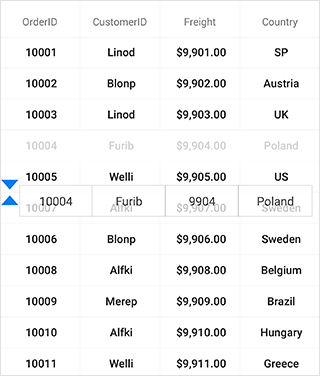 OrderID CustomerID Freight Country
10001 Linod $9,901.00 SP
10002 Blonp $9,902.00 Austria
10003 Linod $9,903.00 UK
10004 Furib $9,904.00 Poland
10005 Welli $9,905.00 US
10004 Furib 9904 Poland
10007 Alfki $9,907.00 Sweden
10006 Blonp $9,906.00 Sweden
10008 Alfki $9,908.00 Belgium
10009 Merep $9,909.00 Brazil
10010 Alfki $9,910.00 Hungary
10011 Welli $9,911.00 Greece